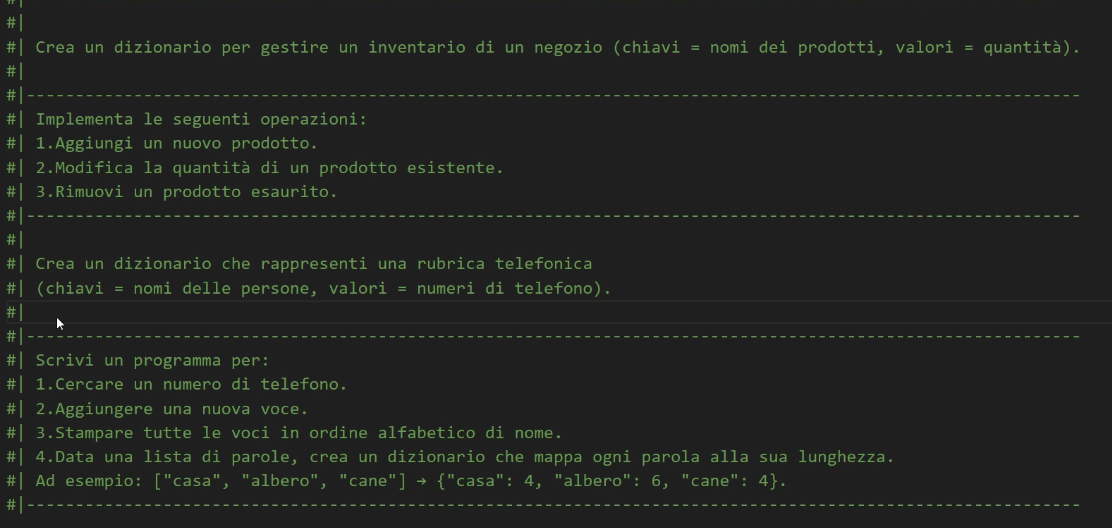 #|
#|
#| Crea un dizionario per gestire un inventario di un negozio (chiavi = nomi dei prodotti, valori = quantità).
#|
#|------------------------------------------------------------------------------------------------------------
#| Implementa le seguenti operazioni:
#| 1.Aggiungi un nuovo prodotto.
#| 2.Modifica la quantità di un prodotto esistente.
#| 3.Rimuovi un prodotto esaurito.
#|------------------------------------------------------------------------------------------------------------
#|
#| Crea un dizionario che rappresenti una rubrica telefonica
#| (chiavi = nomi delle persone, valori = numeri di telefono).
#|
#|------------------------------------------------------------------------------------------------------------
#| Scrivi un programma per:
#| 1.Cercare un numero di telefono.
#| 2.Aggiungere una nuova voce.
#| 3.Stampare tutte le voci in ordine alfabetico di nome.
#| 4.Data una lista di parole, crea un dizionario che mappa ogni parola alla sua lunghezza.
#| Ad esempio: ["casa", "albero", "cane"] → {"casa": 4, "albero": 6, "cane": 4}.
#|------------------------------------------------------------------------------------------------------------